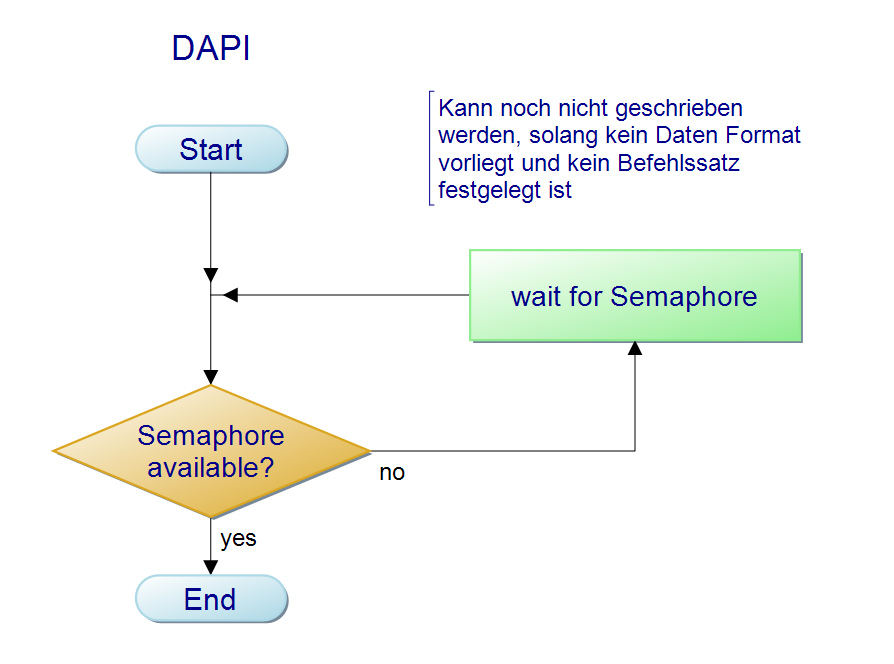 DAPI
Kann noch nicht geschrieben
werden, solang kein Daten Format
vorliegt und kein Befehlssatz
festgelegt ist
Start
wait for Semaphore
Semaphore
available?
no
yes
End